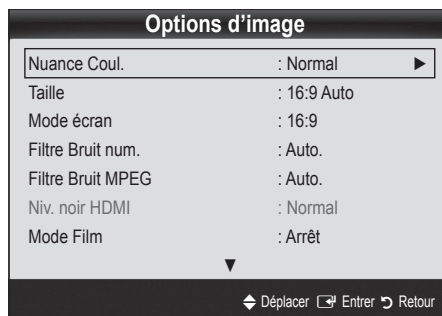 Options d'image
Nuance Coul. : Normal ►
Taille : 16:9 Auto
Mode écran : 16:9
Filtre Bruit num. : Auto.
Filtre Bruit MPEG : Auto.
Niv. noir HDMI : Normal
Mode Film : Arrêt
▼
Déplacer Entrer Retour